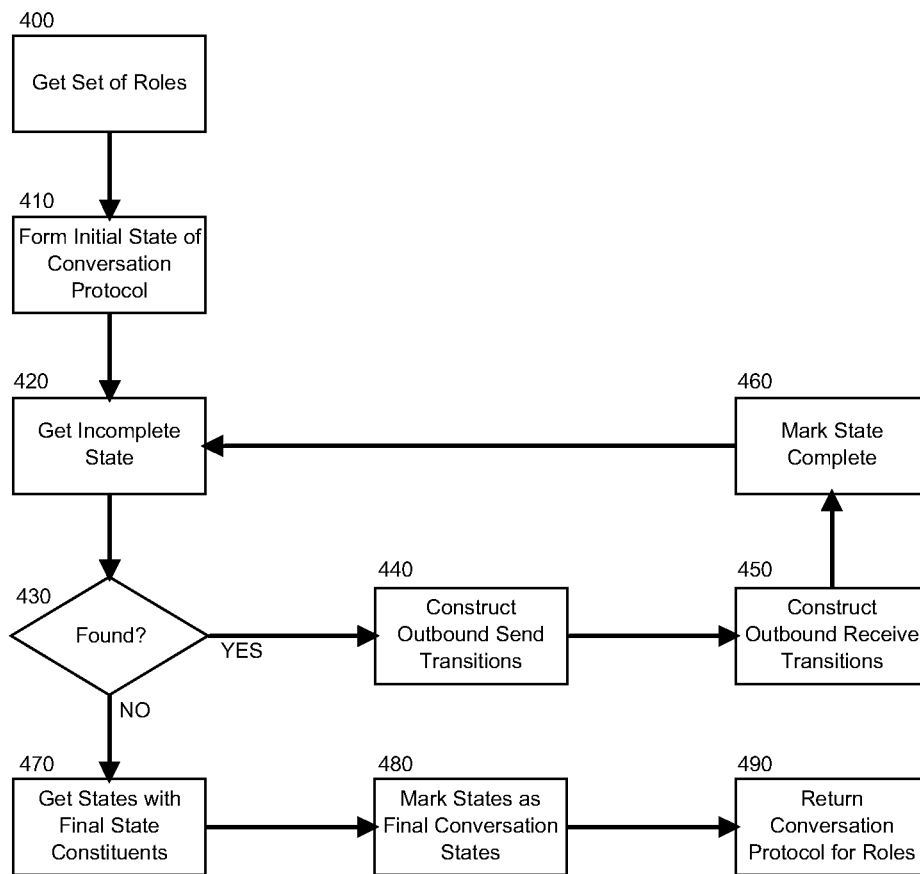 400
Get Set of Roles
410
Form Initial State of
Conversation
Protocol
420
Get Incomplete
State
460
Mark State
Complete
430
Found?
YES
NO
440
Construct
Outbound Send
Transitions
450
Construct
Outbound Receive
Transitions
470
Get States with
Final State
Constituents
480
Mark States as
Final Conversation
States
490
Return
Conversation
Protocol for Roles